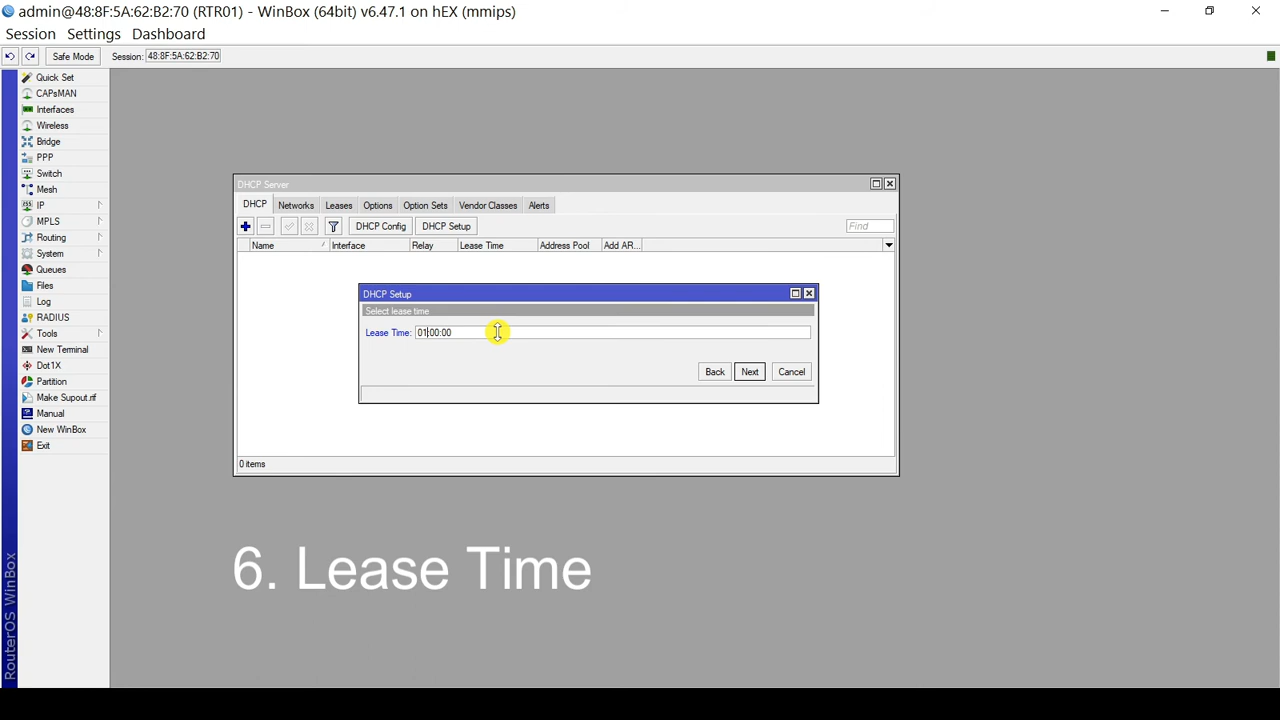 admin@48:8F:5A:62:B2:70 (RTR01) - WinBox (64bit) v6.47.1 on hEX (mmips)
Session Settings Dashboard
Safe Mode Session: 48:8F:5A:62:B2:70
Quick Set
CAPsMAN
Interfaces
Wireless
Bridge
PPP
Switch
Mesh
IP
MPLS
Routing
System
Queues
Files
Log
RADIUS
Tools
New Terminal
Dot1X
Partition
Make Supout.rif
Manual
New WinBox
Exit
RouterOS WinBox
DHCP Server
DHCP Networks Leases Options Option Sets Vendor Classes Alerts
DHCP Config DHCP Setup Find
Name / Interface Relay Lease Time Address Pool Add AR...
DHCP Setup
Select lease time
Lease Time: 01:00:00
Back Next Cancel
0 items
6. Lease Time